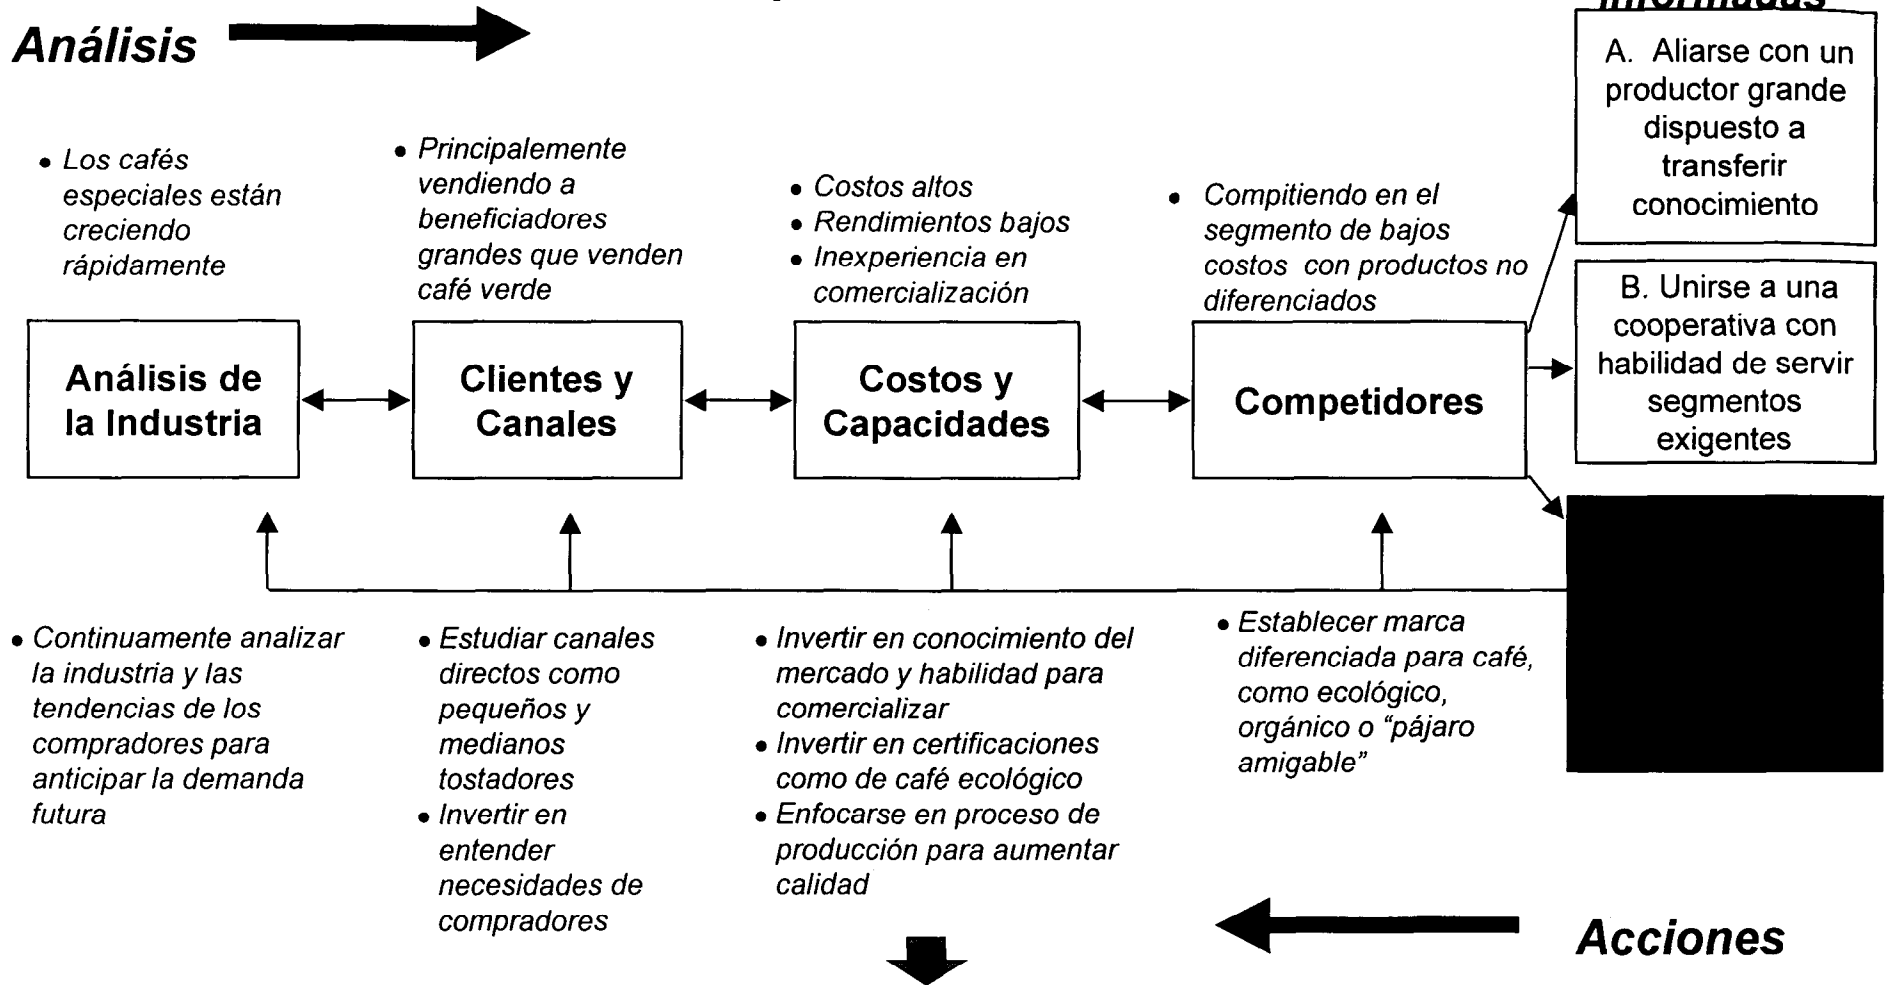 Análisis
A. Aliarse con un
productor grande
dispuesto a
transferir
conocimiento
• Los cafés
especiales están
creciendo
rápidamente
• Principalemente
vendiendo a
beneficiadores
grandes que venden
café verde
• Costos altos
• Rendimientos bajos
• Inexperiencia en
comercialización
• Compitiendo en el
segmento de bajos
costos con productos no
diferenciados
B. Unirse a una
cooperativa con
habilidad de servir
segmentos
exigentes
Análisis de
la Industria
Clientes y
Canales
Costos y
Capacidades
Competidores
• Continuamente analizar
la industria y las
tendencias de los
compradores para
anticipar la demanda
futura
• Estudiar canales
directos como
pequeños y
medianos
tostadores
• Invertir en
entender
necesidades de
compradores
• Invertir en conocimiento del
mercado y habilidad para
comercializar
• Invertir en certificaciones
como de café ecológico
• Enfocarse en proceso de
producción para aumentar
calidad
• Establecer marca
diferenciada para café,
como ecológico,
orgánico o “pájaro
amigable”
Acciones